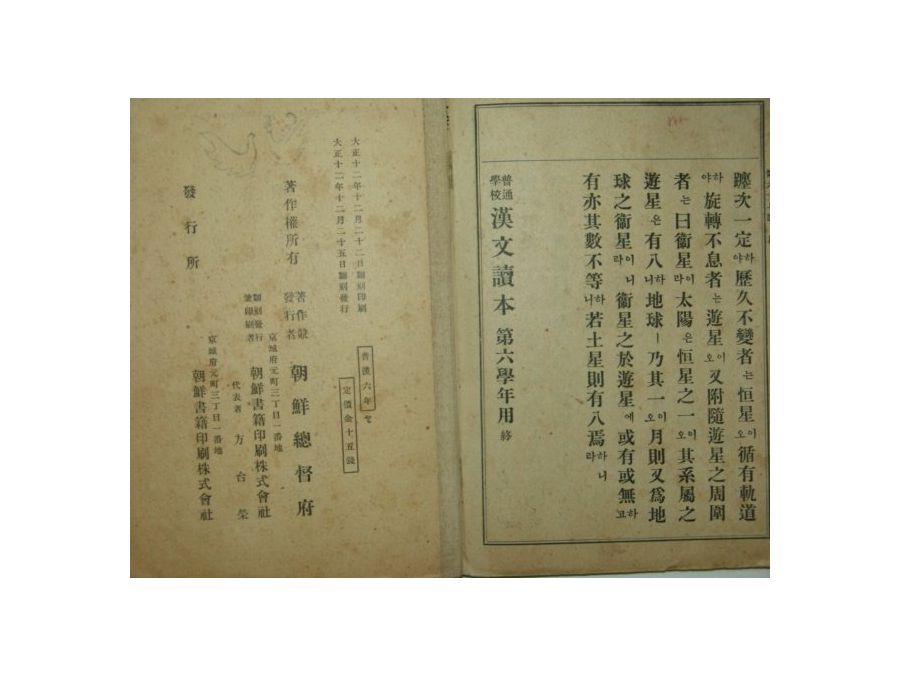 躔次一定하야歷久不變者는恒星이오循有軌道
하야旋轉不息者는遊星이오又附隨遊星之周圍
者는曰衞星이라太陽은恒星之一이오其系屬之
遊星은有八하니地球ㅣ乃其一이오月則又爲地
球之衞星이니라衞星之於遊星에或有或無하고
有亦其數不等하니若土星則有八焉하니라
普通學校漢文讀本第六學年用終
大正十二年十二月二十二日飜刻印刷
大正十二年十二月二十五日飜刻發行
普漢六年
定價金十五錢
著作權所有
著作兼發行者 朝鮮總督府
京城府元町三丁目一番地
飜刻發行兼印刷者 朝鮮書籍印刷株式會社
代表者 方台榮
京城府元町三丁目一番地
發行所 朝鮮書籍印刷株式會社